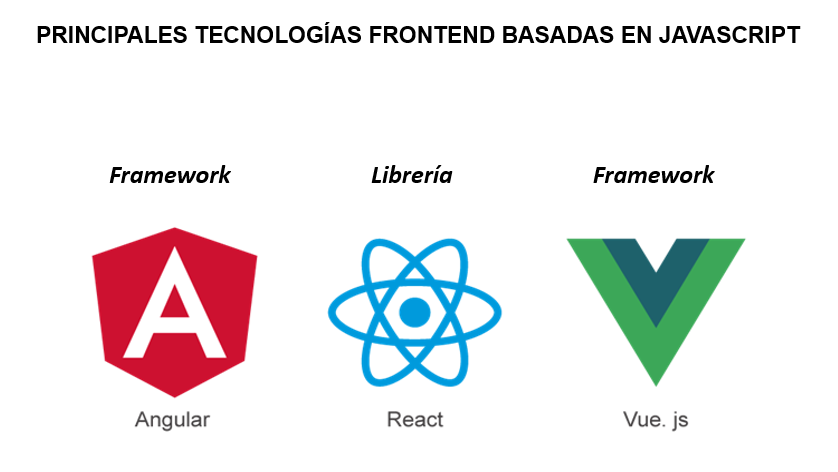 PRINCIPALES TECNOLOGÍAS FRONTEND BASADAS EN JAVASCRIPT
Framework Librería Framework
A
Angular React Vue. js